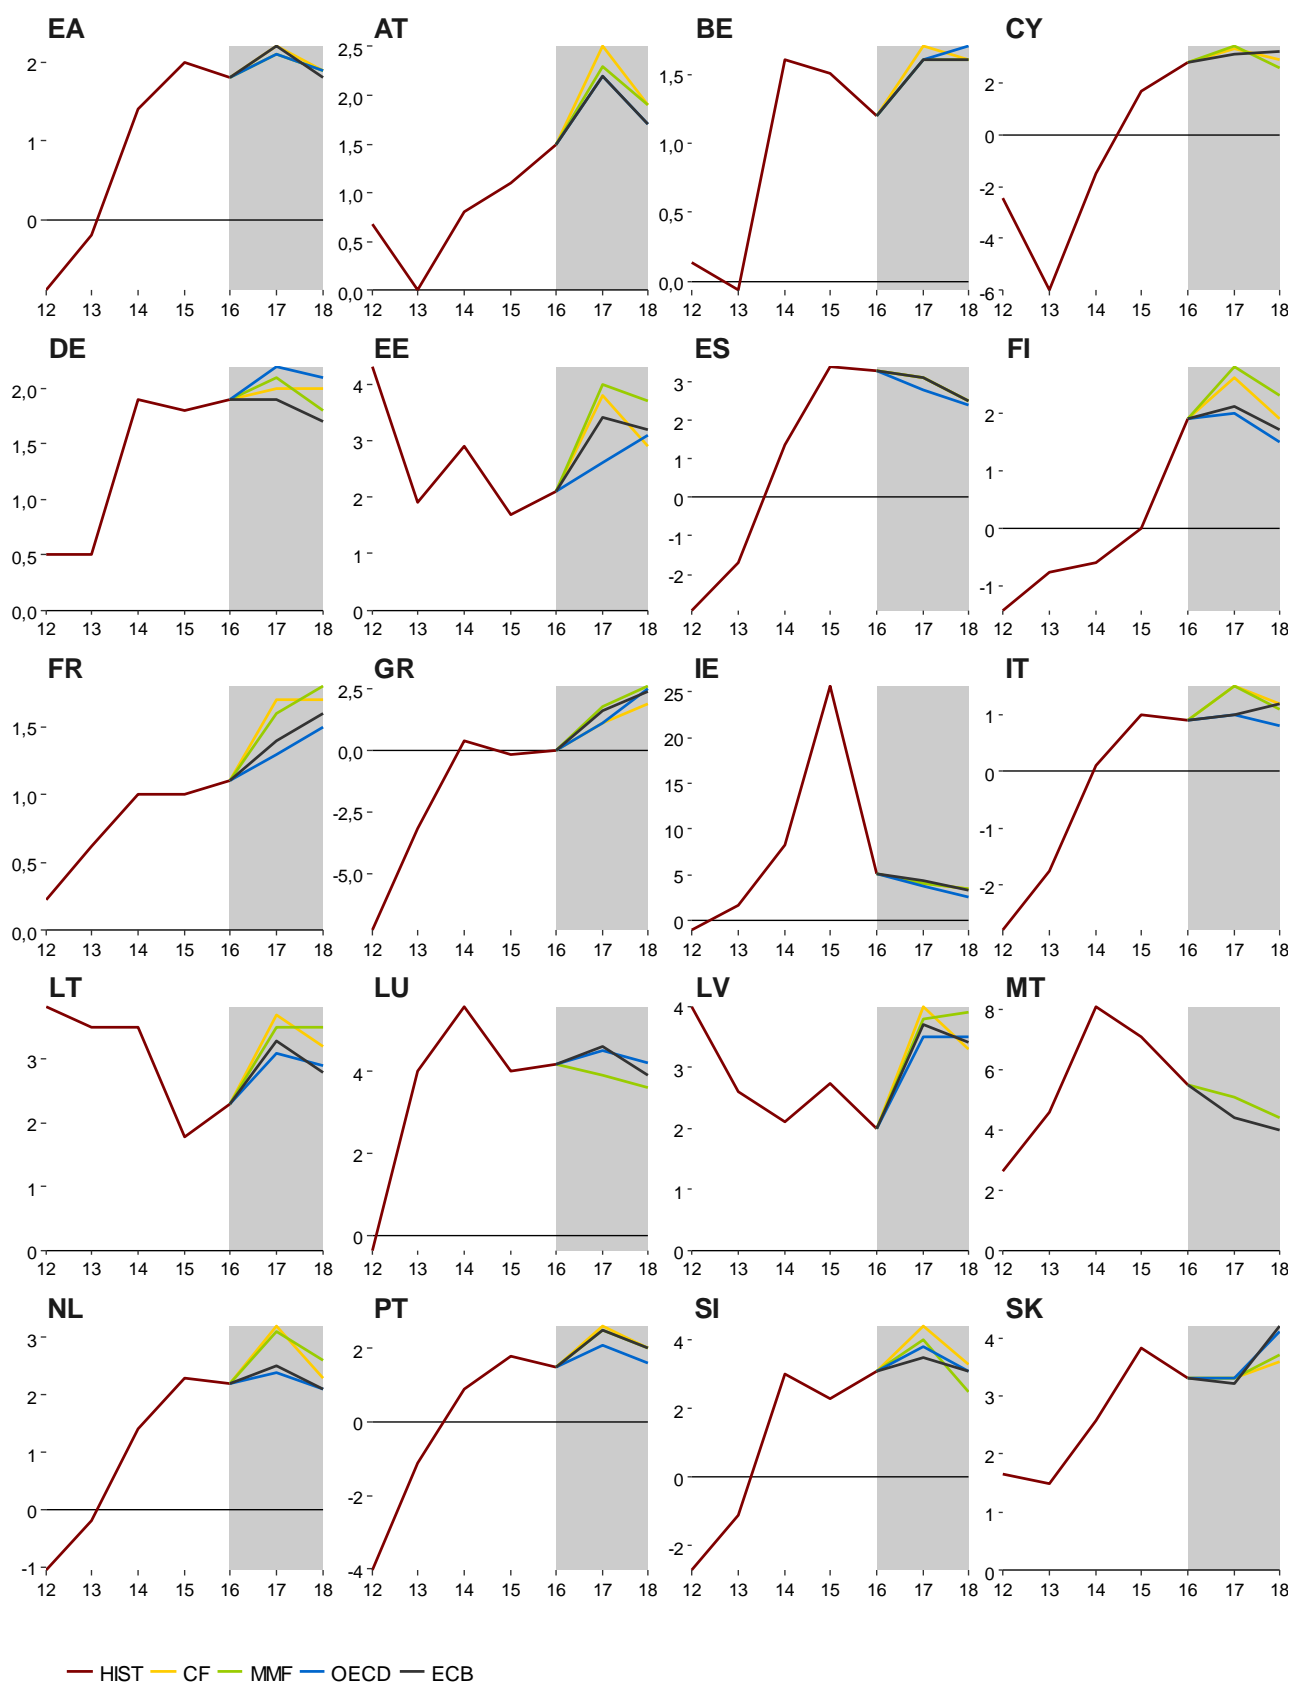 EA AT BE CY
2 1 0
2,5 2,0 1,5 1,0 0,5 0,0
1,5 1,0 0,5 0,0
2 0 -2 -4 -6
12 13 14 15 16 17 18 12 13 14 15 16 17 18 12 13 14 15 16 17 18 12 13 14 15 16 17 18
DE EE ES FI
2,0 1,5 1,0 0,5 0,0
4 3 2 1 0
3 2 1 0 -1 -2
2 1 0 -1
12 13 14 15 16 17 18 12 13 14 15 16 17 18 12 13 14 15 16 17 18 12 13 14 15 16 17 18
FR GR IE IT
1,5 1,0 0,5 0,0
2,5 0,0 -2,5 -5,0
25 20 15 10 5 0
1 0 -1 -2
12 13 14 15 16 17 18 12 13 14 15 16 17 18 12 13 14 15 16 17 18 12 13 14 15 16 17 18
LT LU LV MT
3 2 1 0
4 2 0
4 3 2 1 0
8 6 4 2 0
12 13 14 15 16 17 18 12 13 14 15 16 17 18 12 13 14 15 16 17 18 12 13 14 15 16 17 18
NL PT SI SK
3 2 1 0 -1
2 0 -2 -4
4 2 0 -2
4 3 2 1 0
12 13 14 15 16 17 18 12 13 14 15 16 17 18 12 13 14 15 16 17 18 12 13 14 15 16 17 18
HIST CF MMF OECD ECB